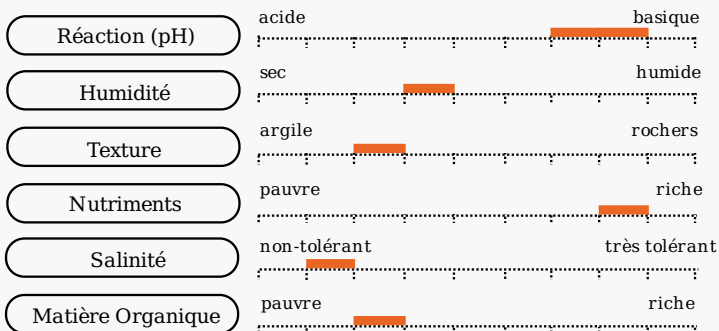 acide basique
Réaction (pH)
sec humide
Humidité
argile rochers
Texture
pauvre riche
Nutriments
non-tolérant très tolérant
Salinité
pauvre riche
Matière Organique